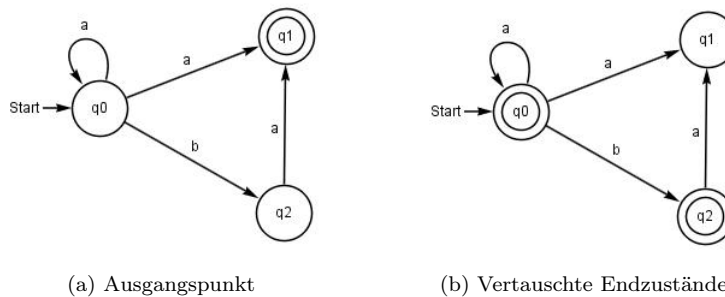 a
q1
a
Start
q0
b
a
q2
(a) Ausgangspunkt
a
q1
a
Start
q0
b
a
q2
(b) Vertauschte Endzustände